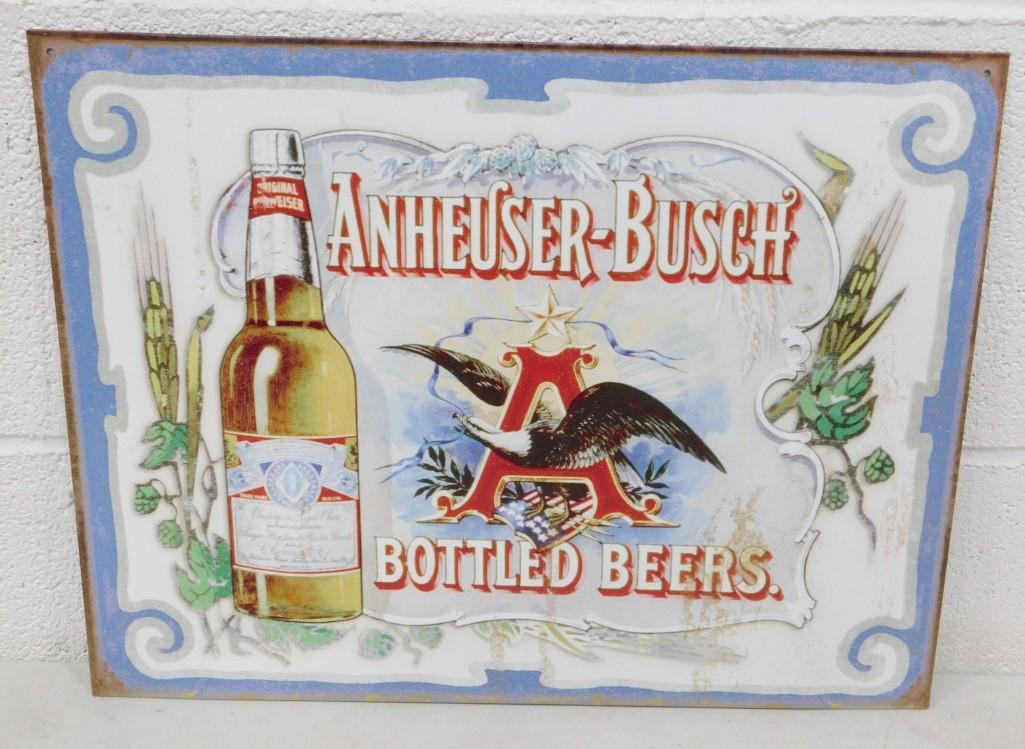 ORIGINAL
BUDWEISER
ANHEUSER-BUSCH
A
BOTTLED BEERS.